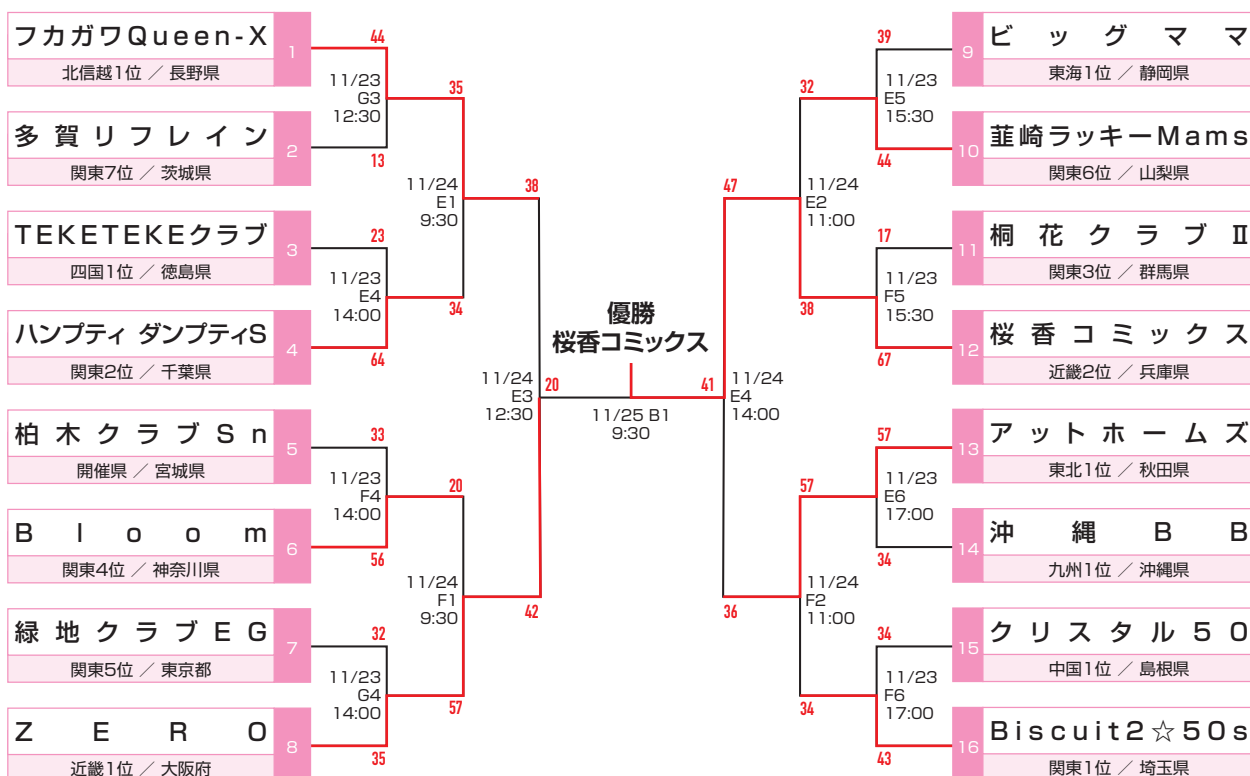 フカガワQueen-X
1
北信越1位 ／ 長野県
44
11/23
G3
12:30
多賀リフレイン
2
関東7位 ／ 茨城県
13
35
TEKETEKEクラブ
3
四国1位 ／ 徳島県
23
11/23
E4
14:00
ハンプティ ダンプティS
4
関東2位 ／ 千葉県
64
34
11/24
E1
9:30
38
柏木クラブSn
5
開催県 ／ 宮城県
33
11/23
F4
14:00
Bloom
6
関東4位 ／ 神奈川県
56
20
緑地クラブEG
7
関東5位 ／ 東京都
32
11/23
G4
14:00
ZERO
8
近畿1位 ／ 大阪府
35
57
11/24
F1
9:30
42
11/24
E3
12:30
20
優勝
桜香コミックス
11/25 B1
9:30
41
11/24
E4
14:00
47
11/24
E2
11:00
32
39
11/23
E5
15:30
9
ビッグママ
東海1位 ／ 静岡県
44
10
韮崎ラッキーMams
関東6位 ／ 山梨県
38
17
11/23
F5
15:30
11
桐花クラブⅡ
関東3位 ／ 群馬県
67
12
桜香コミックス
近畿2位 ／ 兵庫県
36
11/24
F2
11:00
57
57
11/23
E6
17:00
13
アットホームズ
東北1位 ／ 秋田県
34
14
沖縄BB
九州1位 ／ 沖縄県
34
34
11/23
F6
17:00
15
クリスタル50
中国1位 ／ 島根県
43
16
Biscuit2☆50s
関東1位 ／ 埼玉県